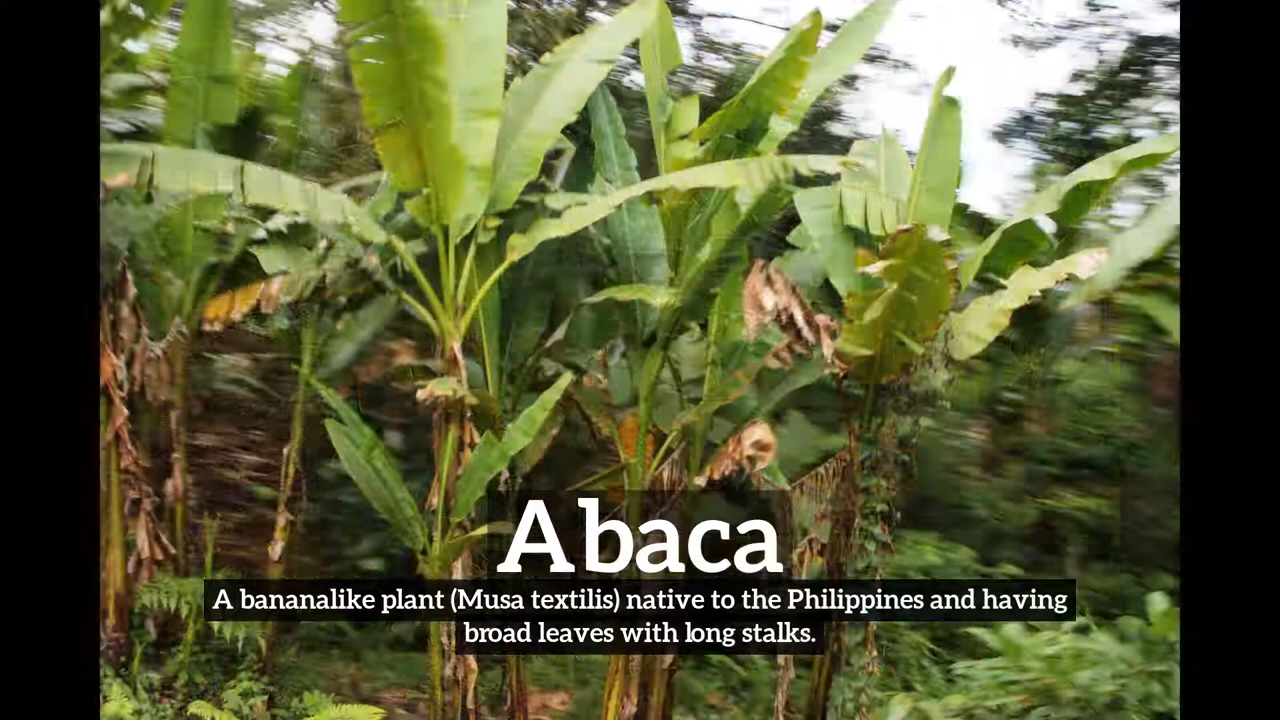 Abaca
A bananalike plant (Musa textilis) native to the Philippines and having
broad leaves with long stalks.